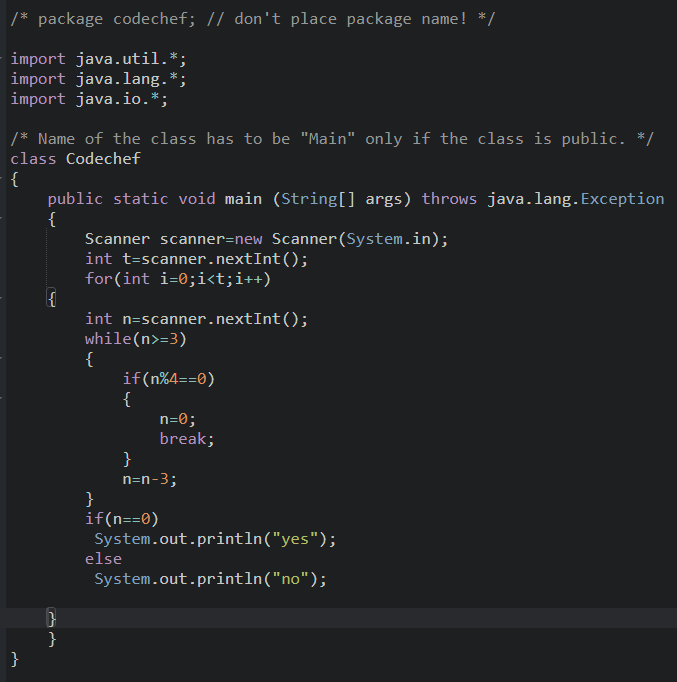 /* package codechef; // don't place package name! */
import java.util.*;
import java.lang.*;
import java.io.*;
/* Name of the class has to be "Main" only if the class is public. */
class Codechef
{
    public static void main (String[] args) throws java.lang.Exception
    {
        Scanner scanner=new Scanner(System.in);
        int t=scanner.nextInt();
        for(int i=0;i<t;i++)
    {
        int n=scanner.nextInt();
        while(n>=3)
        {
            if(n%4==0)
            {
                n=0;
                break;
            }
            n=n-3;
        }
        if(n==0)
         System.out.println("yes");
        else
         System.out.println("no");
    }
    }
}